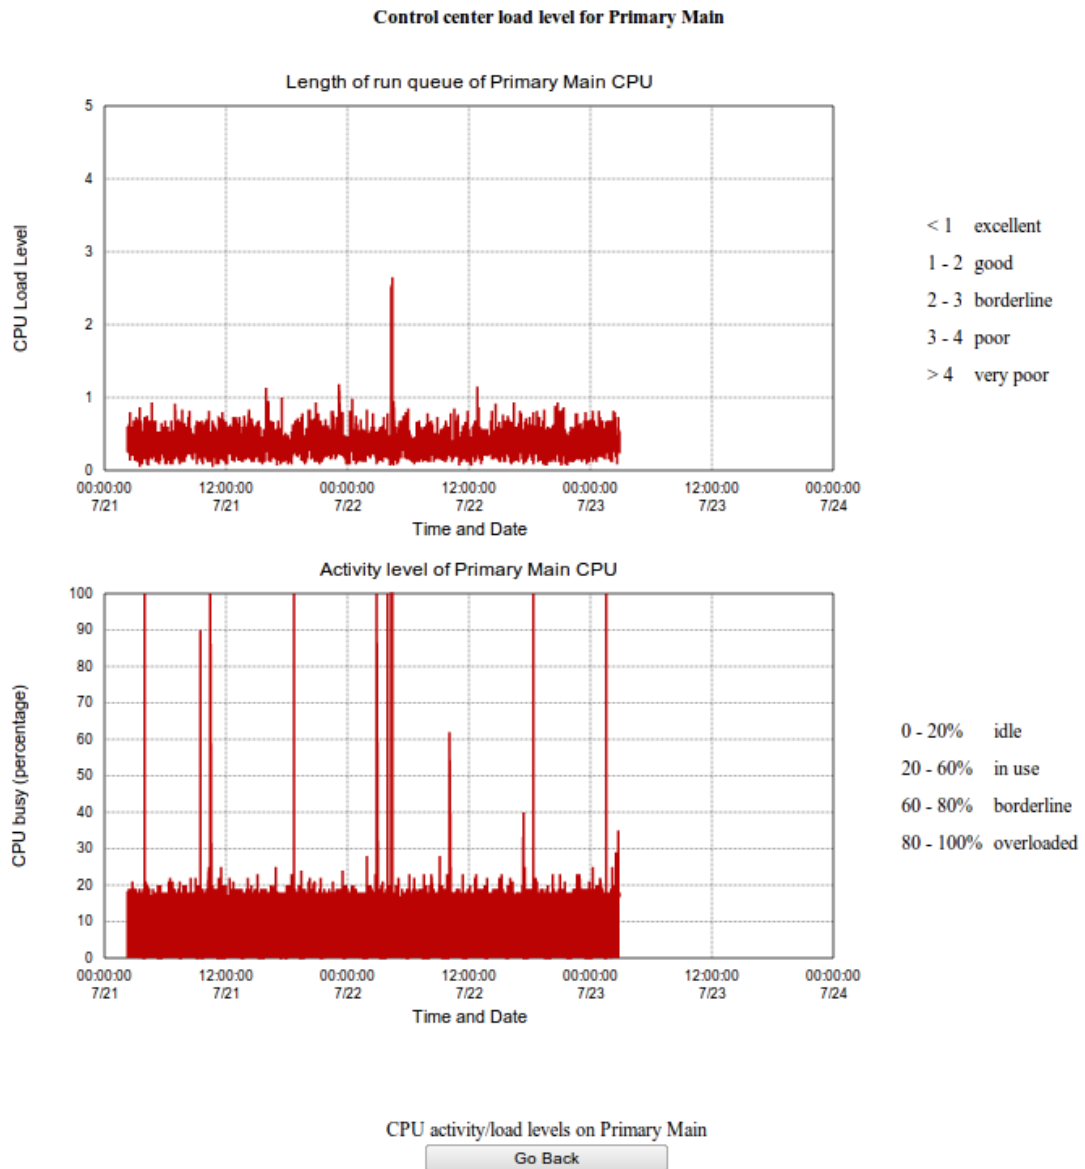 Control center load level for Primary Main
Length of run queue of Primary Main CPU
5
4
3
2
1
0
CPU Load Level
00:00:00 12:00:00 00:00:00 12:00:00 00:00:00 12:00:00 00:00:00
7/21 7/21 7/22 7/22 7/23 7/23 7/24
Time and Date
< 1 excellent
1 - 2 good
2 - 3 borderline
3 - 4 poor
> 4 very poor
Activity level of Primary Main CPU
100
90
80
70
60
50
40
30
20
10
0
CPU busy (percentage)
00:00:00 12:00:00 00:00:00 12:00:00 00:00:00 12:00:00 00:00:00
7/21 7/21 7/22 7/22 7/23 7/23 7/24
Time and Date
0 - 20% idle
20 - 60% in use
60 - 80% borderline
80 - 100% overloaded
CPU activity/load levels on Primary Main
Go Back